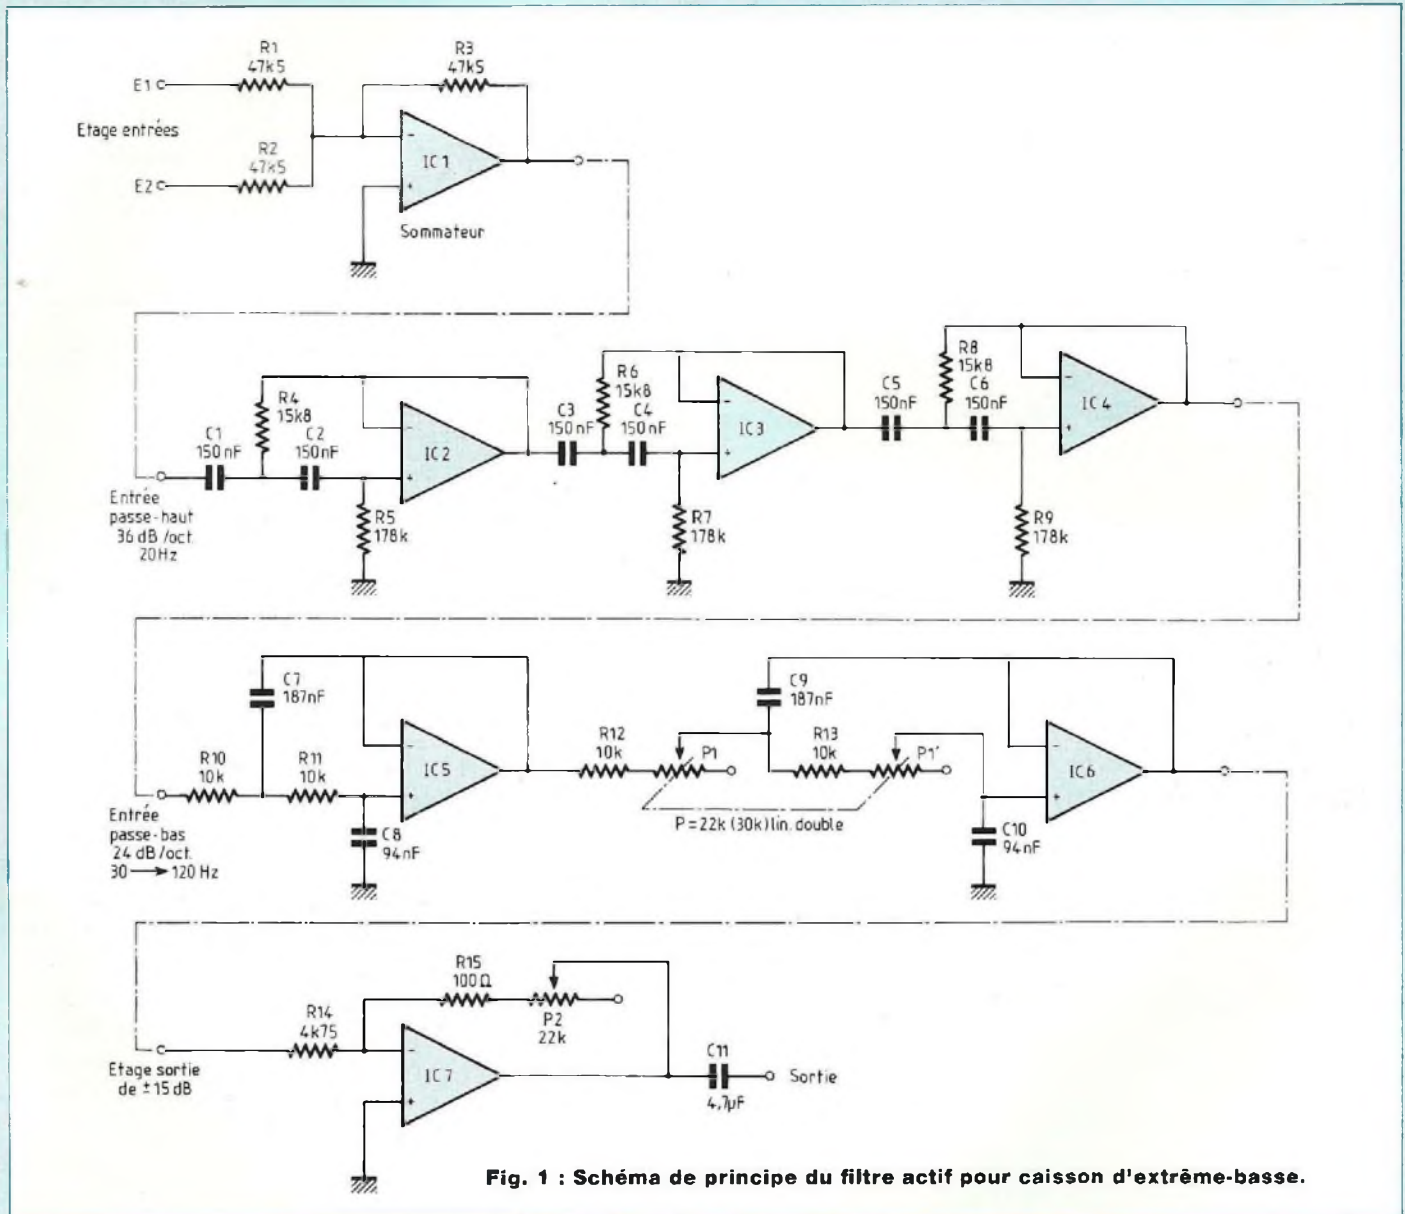 R1
47k5
R3
47k5
E1
Etage entrées
R2
47k5
E2
-
+
IC1
Sommateur
Entrée
passe-haut
36 dB/oct.
20Hz
C1
150nF
R4
15k8
C2
150nF
-
+
IC2
R5
178k
C3
150nF
R6
15k8
C4
150nF
-
+
IC3
R7
178k
C5
150nF
R8
15k8
C6
150nF
-
+
IC4
R9
178k
Entrée
passe-bas
24 dB/oct.
30 → 120 Hz
R10
10k
C7
187nF
R11
10k
-
+
IC5
C8
94nF
R12
10k
P1
C9
187nF
R13
10k
P1'
P=22k (30k) lin. double
-
+
IC6
C10
94nF
Etage sortie
de ±15dB
R14
4k75
R15
100Ω
P2
22k
-
+
IC7
C11
4,7µF
Sortie
Fig. 1 : Schéma de principe du filtre actif pour caisson d'extrême-basse.